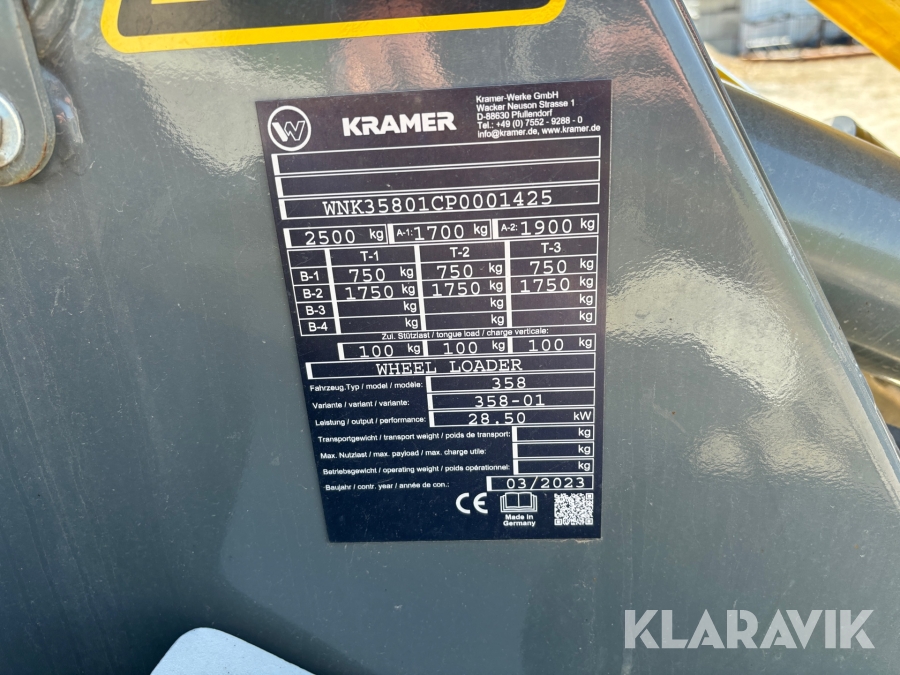 KRAMER
Kramer-Werke GmbH
Wacker Neuson Strasse 1
D-88630 Pfullendorf
Tel.: +49 (0) 7552 - 9288 - 0
info@kramer.de, www.kramer.de
WNK35801CP0001425
2500 kg A-1: 1700 kg A-2: 1900 kg
T-1 T-2 T-3
B-1 750 kg 750 kg 750 kg
B-2 1750 kg 1750 kg 1750 kg
B-3 kg kg kg
B-4 kg kg kg
Zul. Stützlast / tongue load / charge verticale:
100 kg 100 kg 100 kg
WHEEL LOADER
Fahrzeug.Typ / model / modèle: 358
Variante / variant / variante: 358-01
Leistung / output / performance: 28.50 kW
Transportgewicht / transport weight / poids de transport: kg
Max. Nutzlast / max. payload / max. charge utile: kg
Betriebsgewicht / operating weight / poids opérationnel: kg
Baujahr / contr. year / année de con.: 03/2023
CE
Made in
Germany
KLARAVIK